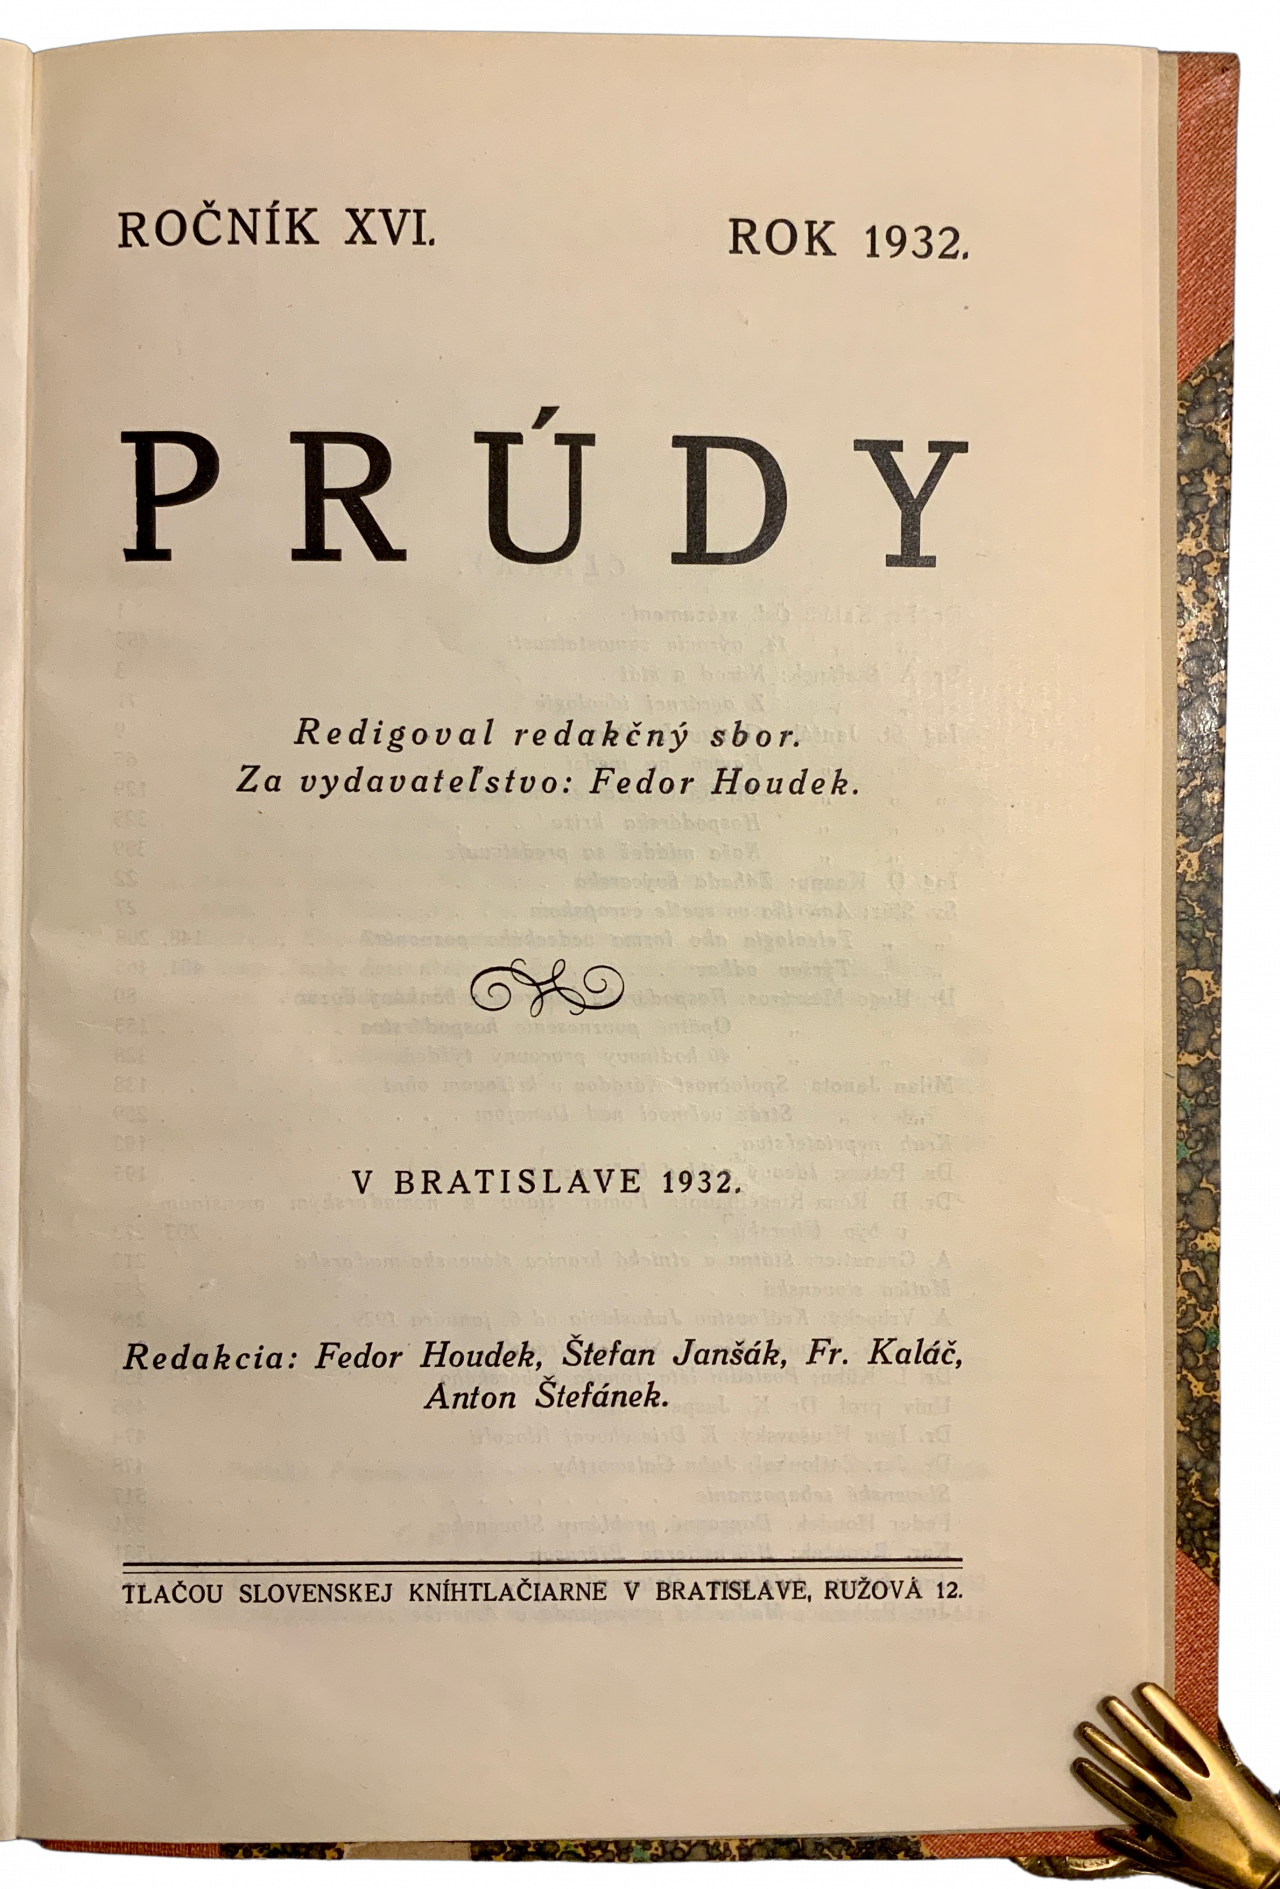 ROČNÍK XVI. ROK 1932.
PRÚDY
Redigoval redakčný sbor.
Za vydavateľstvo: Fedor Houdek.
V BRATISLAVE 1932.
Redakcia: Fedor Houdek, Štefan Janšák, Fr. Kaláč,
Anton Štefánek.
TLAČOU SLOVENSKEJ KNÍHTLAČIARNE V BRATISLAVE, RUŽOVÁ 12.